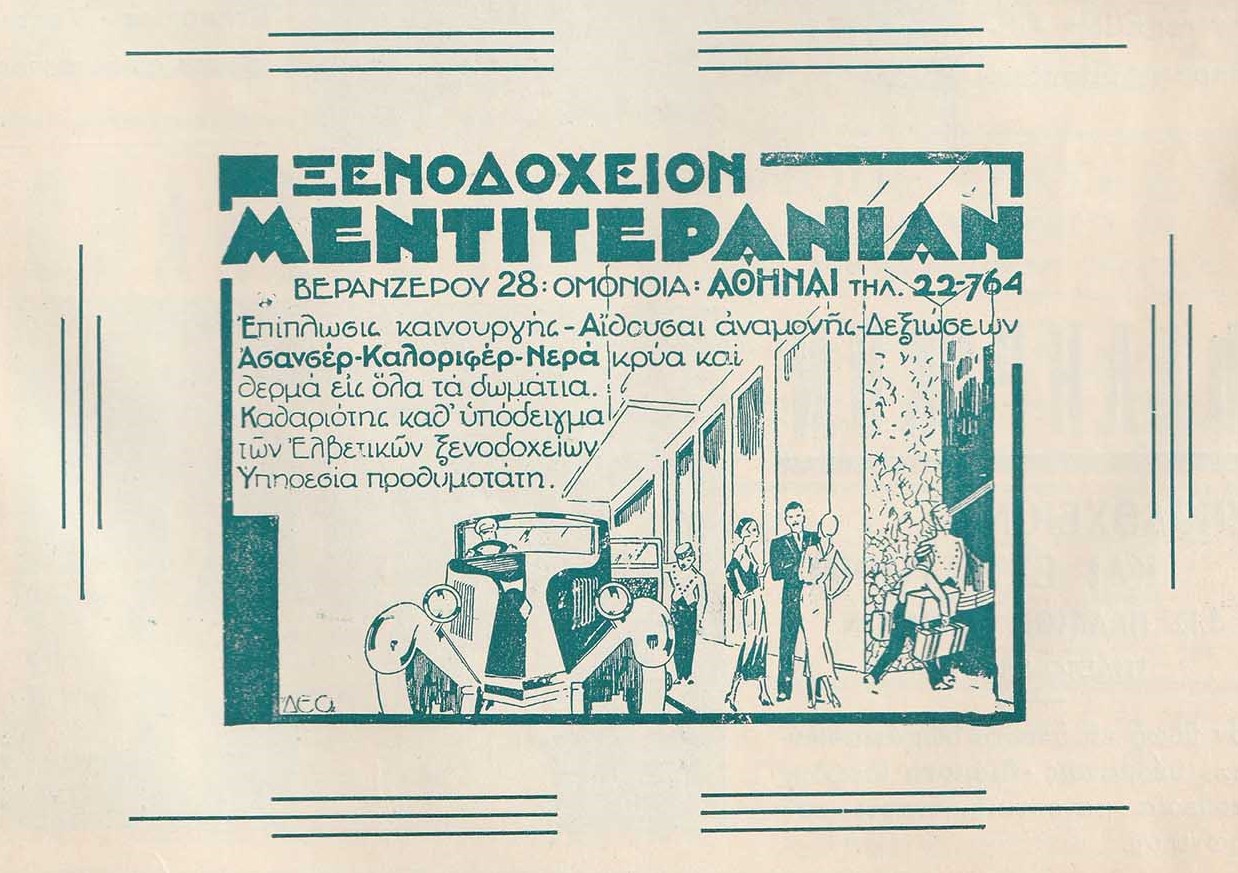 ΞΕΝΟΔΟΧΕΙΟΝ
ΜΕΝΤΙΤΕΡΑΝΙΑΝ
ΒΕΡΑΝΖΕΡΟΥ 28: ΟΜΟΝΟΙΑ: ΑΘΗΝΑΙ ΤΗΛ. 22-764
Ἐπίπλωσις καινουργής - Αἴθουσαι ἀναμονῆς - Δεξιώσεων
Ἀσανσέρ - Καλοριφέρ - Νερά κρύα καί
θερμά εἰς ὅλα τά δωμάτια.
Καθαριότης καθ' ὑπόδειγμα
τῶν Ἑλβετικῶν ξενοδοχείων
Ὑπηρεσία προθυμοτάτη.